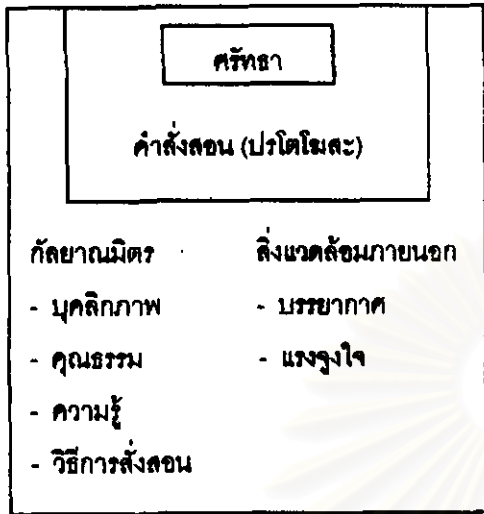 ศรัทธา
คำสั่งสอน (ปรโตโฆสะ)
กัลยาณมิตร สิ่งแวดล้อมภายนอก
- บุคลิกภาพ - บรรยากาศ
- คุณธรรม - แรงจูงใจ
- ความรู้
- วิธีการสั่งสอน